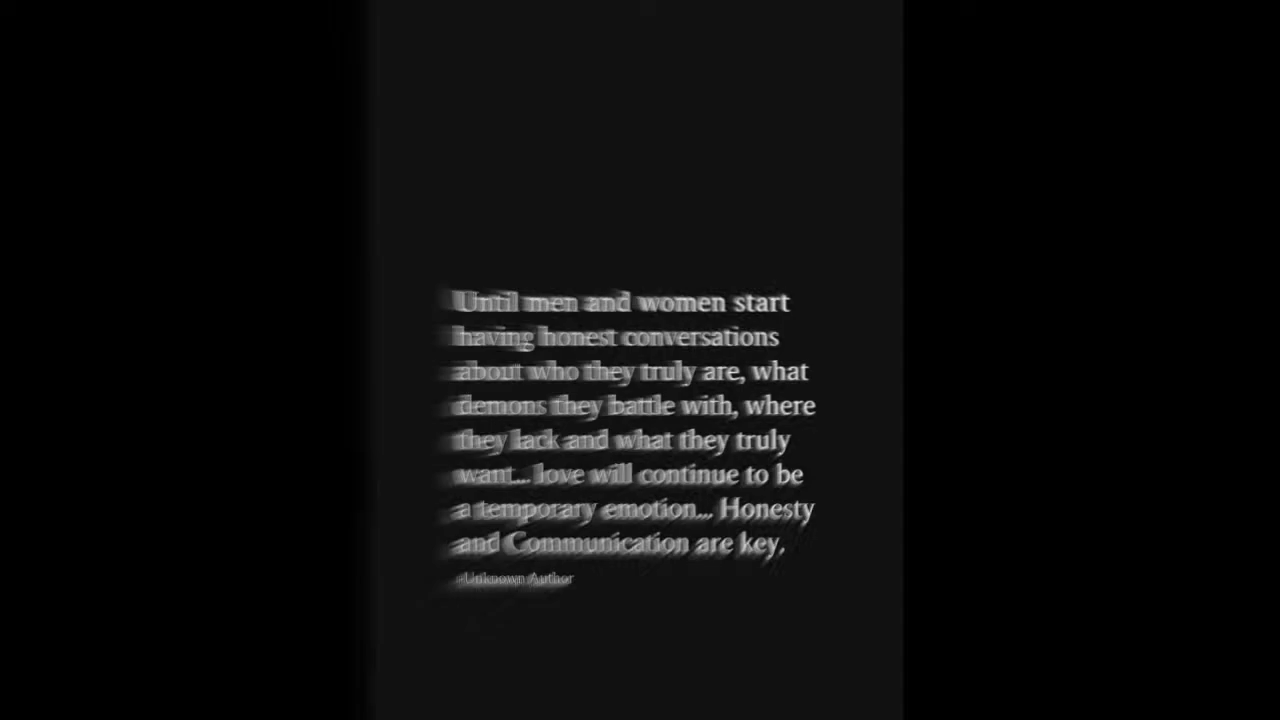 Until men and women start
having honest conversations
about who they truly are, what
demons they battle with, where
they lack and what they truly
want... love will continue to be
a temporary emotion... Honesty
and Communication are key,
-Unknown Author